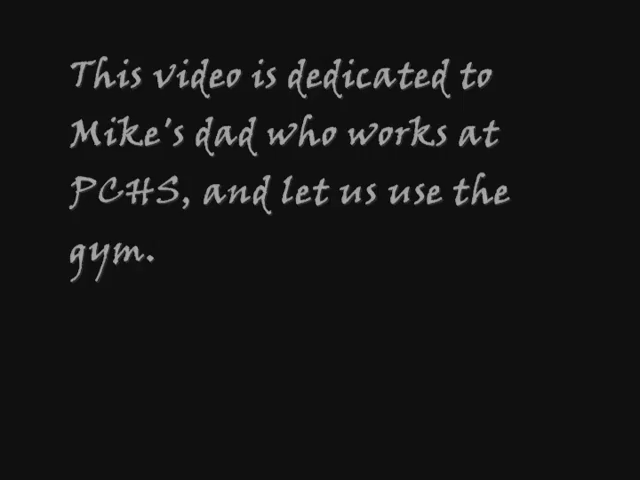 This video is dedicated to
Mike's dad who works at
PCHS, and let us use the
gym.